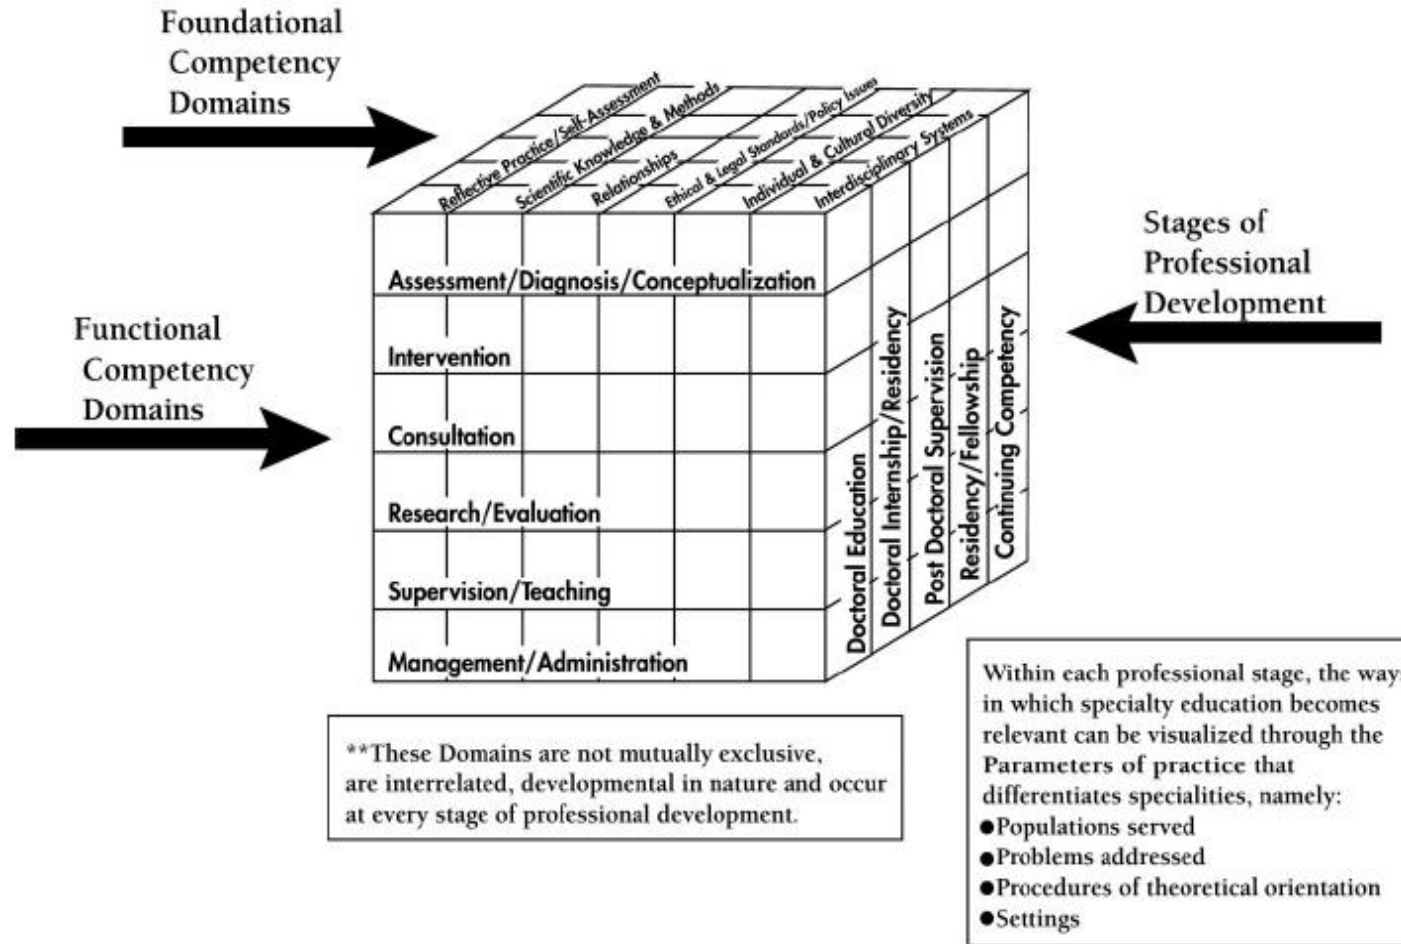 Foundational
Competency
Domains
Reflective Practice/Self-Assessment
Scientific Knowledge & Methods
Relationships
Ethical & Legal Standards/Policy Issues
Individual & Cultural Diversity
Interdisciplinary Systems
Functional
Competency
Domains
Assessment/Diagnosis/Conceptualization
Intervention
Consultation
Research/Evaluation
Supervision/Teaching
Management/Administration
Stages of
Professional
Development
Doctoral Education
Doctoral Internship/Residency
Post Doctoral Supervision
Residency/Fellowship
Continuing Competency
**These Domains are not mutually exclusive,
are interrelated, developmental in nature and occur
at every stage of professional development.
Within each professional stage, the way
in which specialty education becomes
relevant can be visualized through the
Parameters of practice that
differentiates specialities, namely:
●Populations served
●Problems addressed
●Procedures of theoretical orientation
●Settings